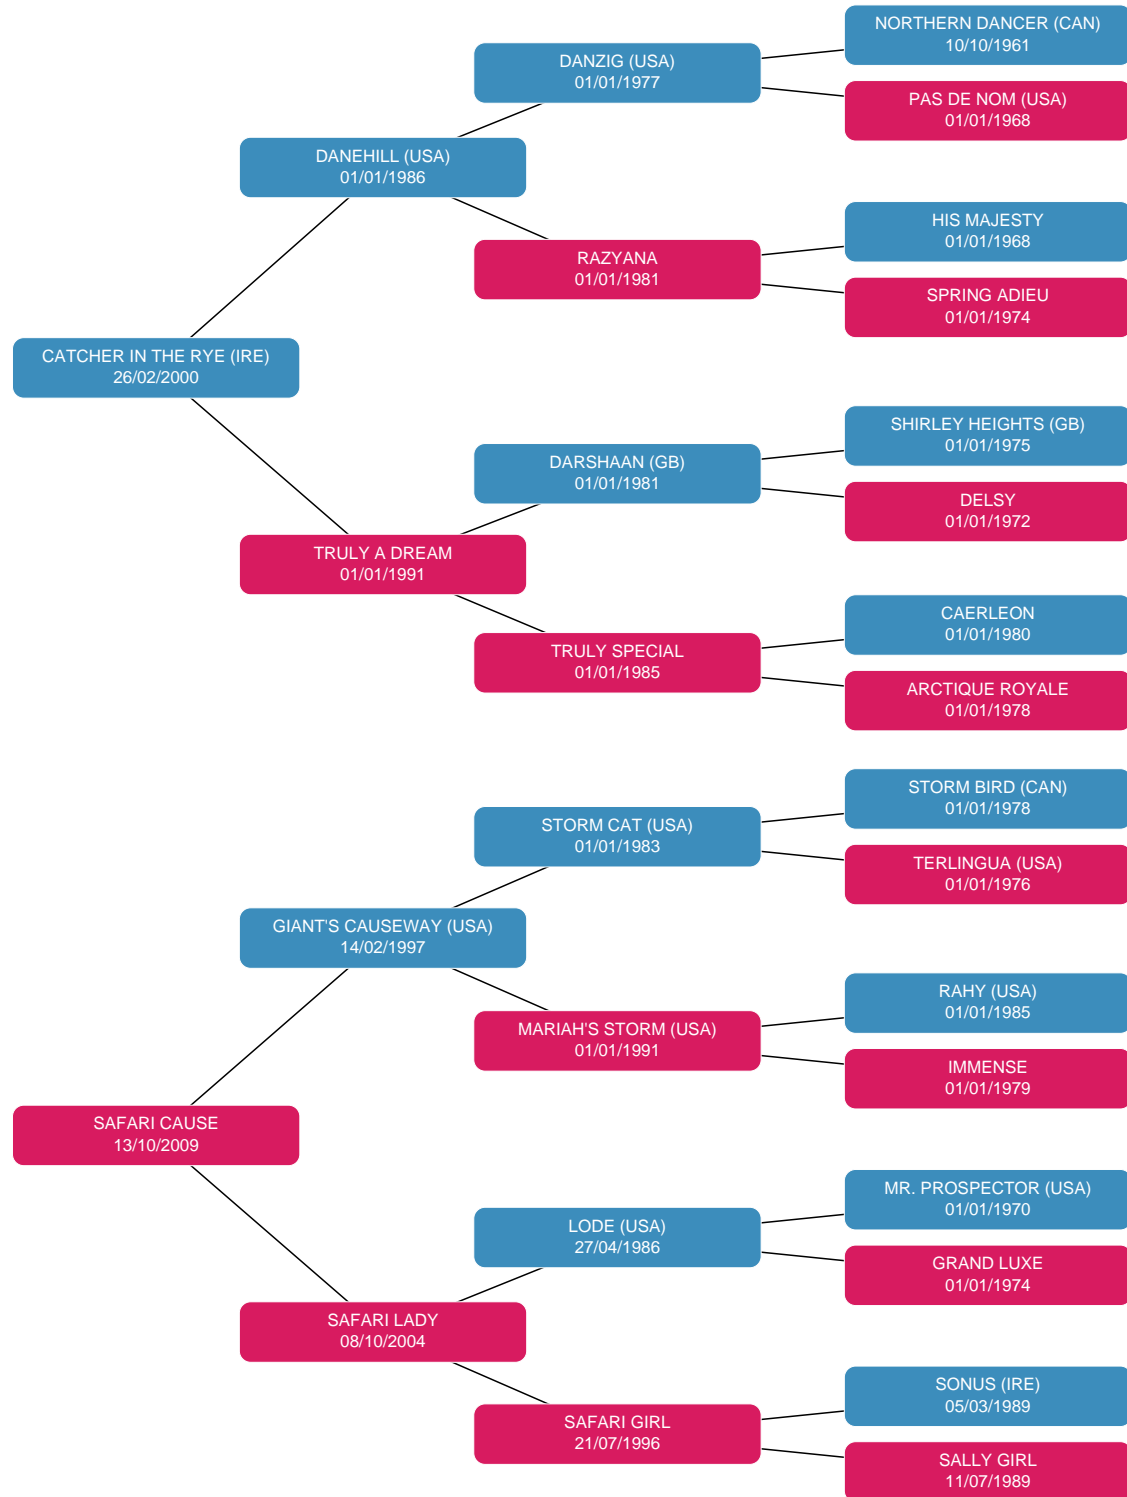 NORTHERN DANCER (CAN)
10/10/1961
DANZIG (USA)
01/01/1977
PAS DE NOM (USA)
01/01/1968
DANEHILL (USA)
01/01/1986
HIS MAJESTY
01/01/1968
RAZYANA
01/01/1981
SPRING ADIEU
01/01/1974
CATCHER IN THE RYE (IRE)
26/02/2000
SHIRLEY HEIGHTS (GB)
01/01/1975
DARSHAAN (GB)
01/01/1981
DELSY
01/01/1972
TRULY A DREAM
01/01/1991
CAERLEON
01/01/1980
TRULY SPECIAL
01/01/1985
ARCTIQUE ROYALE
01/01/1978
STORM BIRD (CAN)
01/01/1978
STORM CAT (USA)
01/01/1983
TERLINGUA (USA)
01/01/1976
GIANT'S CAUSEWAY (USA)
14/02/1997
RAHY (USA)
01/01/1985
MARIAH'S STORM (USA)
01/01/1991
IMMENSE
01/01/1979
SAFARI CAUSE
13/10/2009
MR. PROSPECTOR (USA)
01/01/1970
LODE (USA)
27/04/1986
GRAND LUXE
01/01/1974
SAFARI LADY
08/10/2004
SONUS (IRE)
05/03/1989
SAFARI GIRL
21/07/1996
SALLY GIRL
11/07/1989